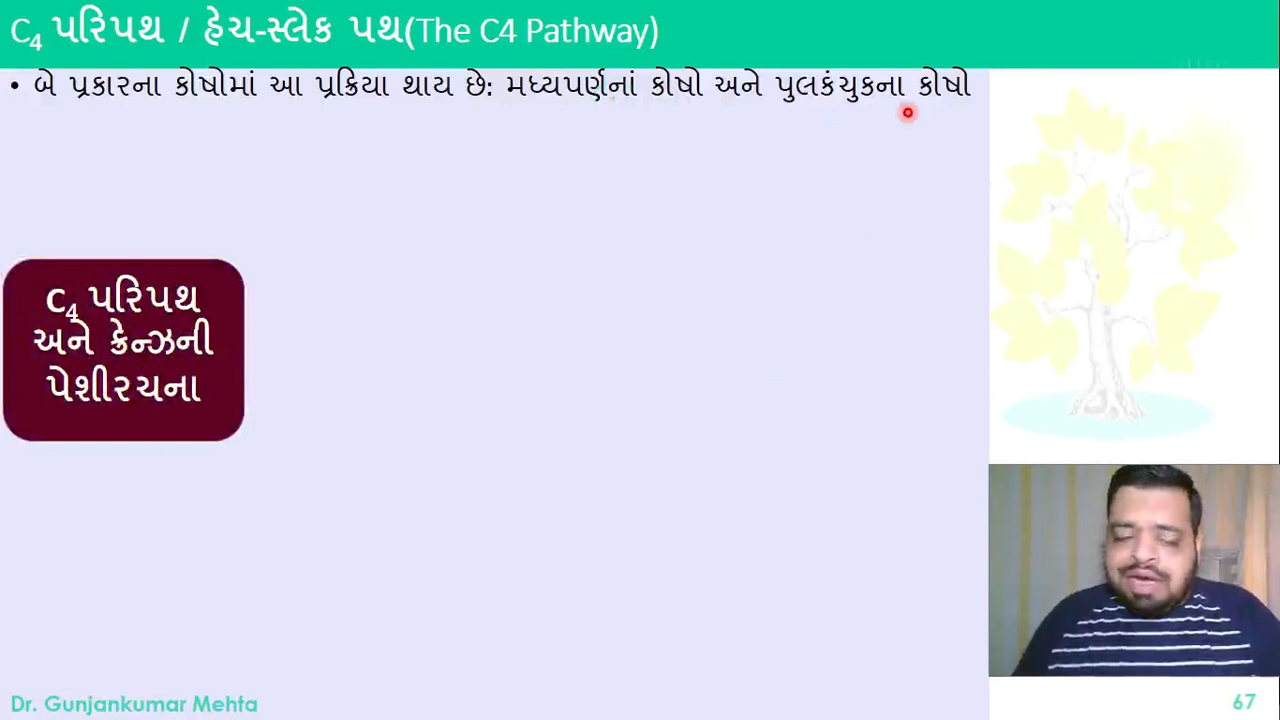 C₄ પરિપથ / હેચ-સ્લેક પથ(The C4 Pathway)
• બે પ્રકારના કોષોમાં આ પ્રક્રિયા થાય છે: મધ્યપર્ણનાં કોષો અને પુલકંચુકના કોષો
C₄ પરિપથ
અને ક્રેન્ઝની
પેશીરચના
Dr. Gunjankumar Mehta
67